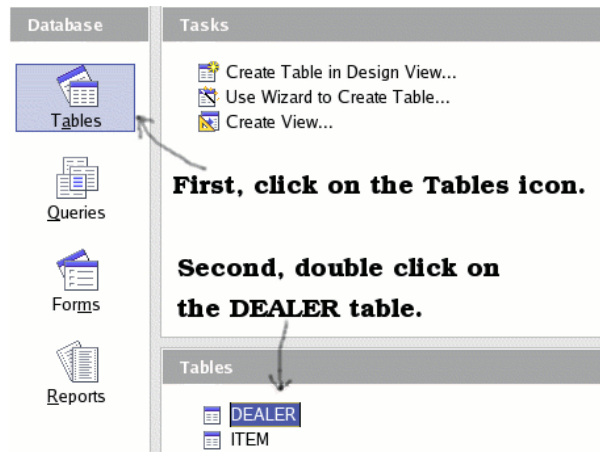 Database
Tables
Queries
Forms
Reports
Tasks
Create Table in Design View...
Use Wizard to Create Table...
Create View...
First, click on the Tables icon.
Second, double click on
the DEALER table.
Tables
DEALER
ITEM